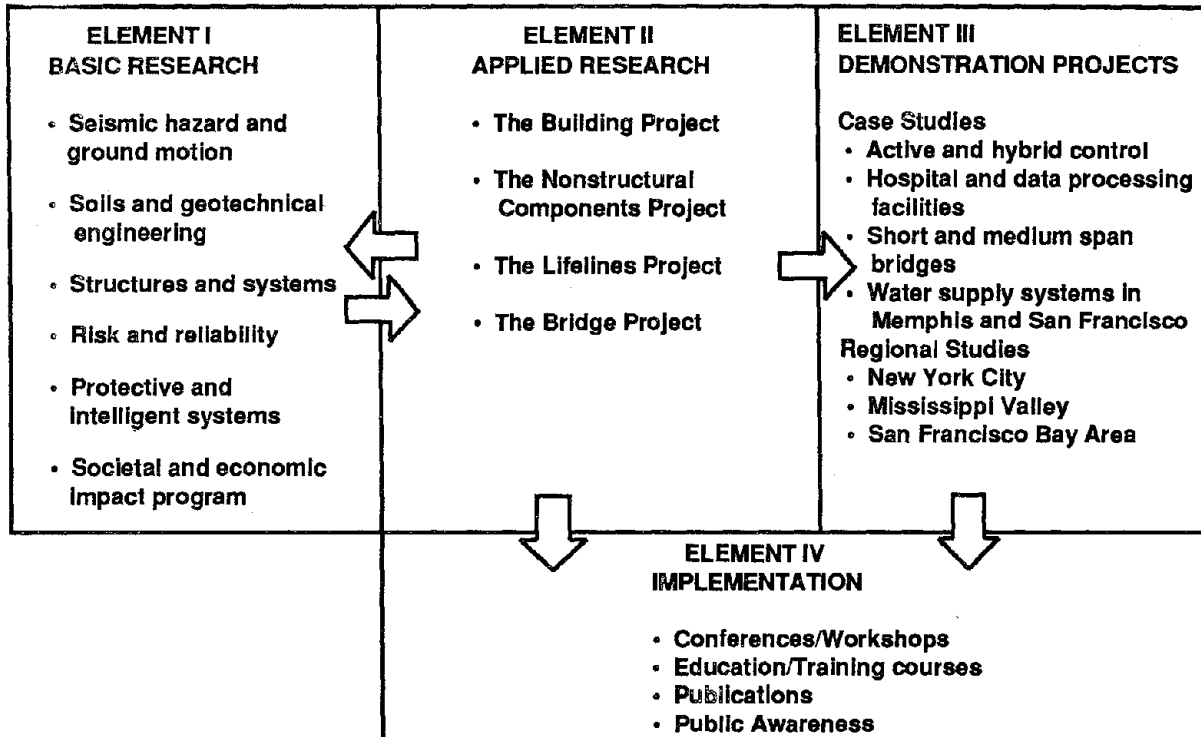 ELEMENT I
BASIC RESEARCH
• Seismic hazard and
ground motion
• Soils and geotechnical
engineering
• Structures and systems
• Risk and reliability
• Protective and
intelligent systems
• Societal and economic
impact program
ELEMENT II
APPLIED RESEARCH
• The Building Project
• The Nonstructural
Components Project
• The Lifelines Project
• The Bridge Project
ELEMENT III
DEMONSTRATION PROJECTS
Case Studies
• Active and hybrid control
• Hospital and data processing
facilities
• Short and medium span
bridges
• Water supply systems in
Memphis and San Francisco
Regional Studies
• New York City
• Mississippi Valley
• San Francisco Bay Area
ELEMENT IV
IMPLEMENTATION
• Conferences/Workshops
• Education/Training courses
• Publications
• Public Awareness